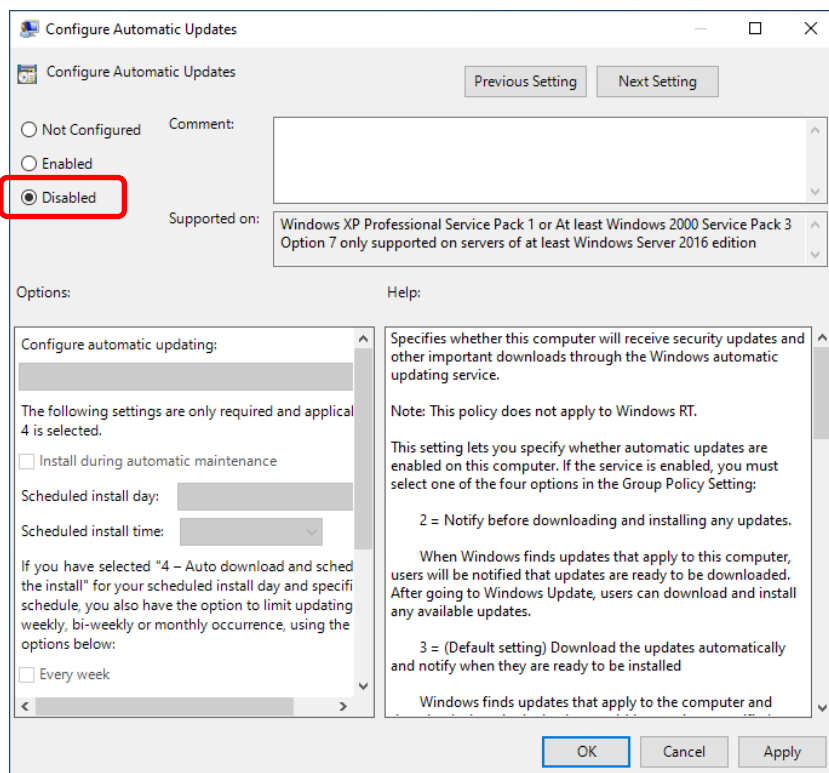 Configure Automatic Updates
Configure Automatic Updates
Previous Setting
Next Setting
Not Configured
Comment:
Enabled
Disabled
Supported on:
Windows XP Professional Service Pack 1 or At least Windows 2000 Service Pack 3
Option 7 only supported on servers of at least Windows Server 2016 edition
Options:
Help:
Configure automatic updating:
The following settings are only required and applical
4 is selected.
Install during automatic maintenance
Scheduled install day:
Scheduled install time:
If you have selected "4 – Auto download and sched
the install" for your scheduled install day and specifi
schedule, you also have the option to limit updating
weekly, bi-weekly or monthly occurrence, using the
options below:
Every week
Specifies whether this computer will receive security updates and
other important downloads through the Windows automatic
updating service.
Note: This policy does not apply to Windows RT.
This setting lets you specify whether automatic updates are
enabled on this computer. If the service is enabled, you must
select one of the four options in the Group Policy Setting:
2 = Notify before downloading and installing any updates.
When Windows finds updates that apply to this computer,
users will be notified that updates are ready to be downloaded.
After going to Windows Update, users can download and install
any available updates.
3 = (Default setting) Download the updates automatically
and notify when they are ready to be installed
Windows finds updates that apply to the computer and
OK
Cancel
Apply